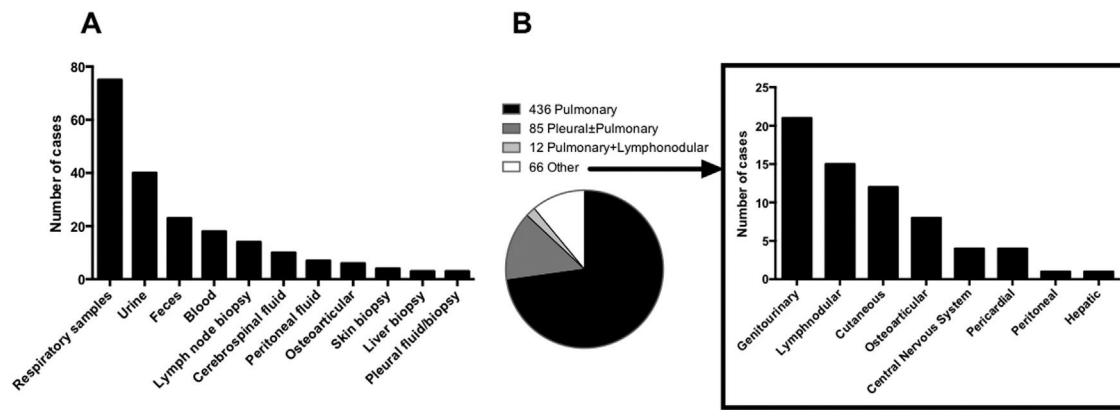 A
Number of cases
80
60
40
20
0
Respiratory samples
Urine
Feces
Blood
Lymph node biopsy
Cerebrospinal fluid
Peritoneal fluid
Osteoarticular
Skin biopsy
Liver biopsy
Pleural fluid/biopsy
B
436 Pulmonary
85 Pleural±Pulmonary
12 Pulmonary+Lymphonodular
66 Other
Number of cases
25
20
15
10
5
0
Genitourinary
Lymphnodular
Cutaneous
Osteoarticular
Central Nervous System
Pericardial
Peritoneal
Hepatic